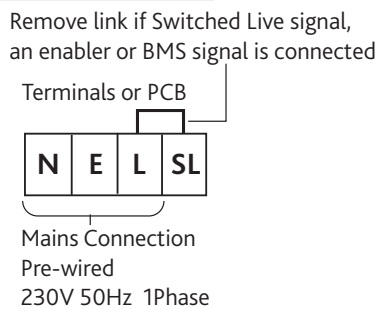 Remove link if Switched Live signal,
an enabler or BMS signal is connected
Terminals or PCB
N E L SL
Mains Connection
Pre-wired
230V 50Hz 1Phase